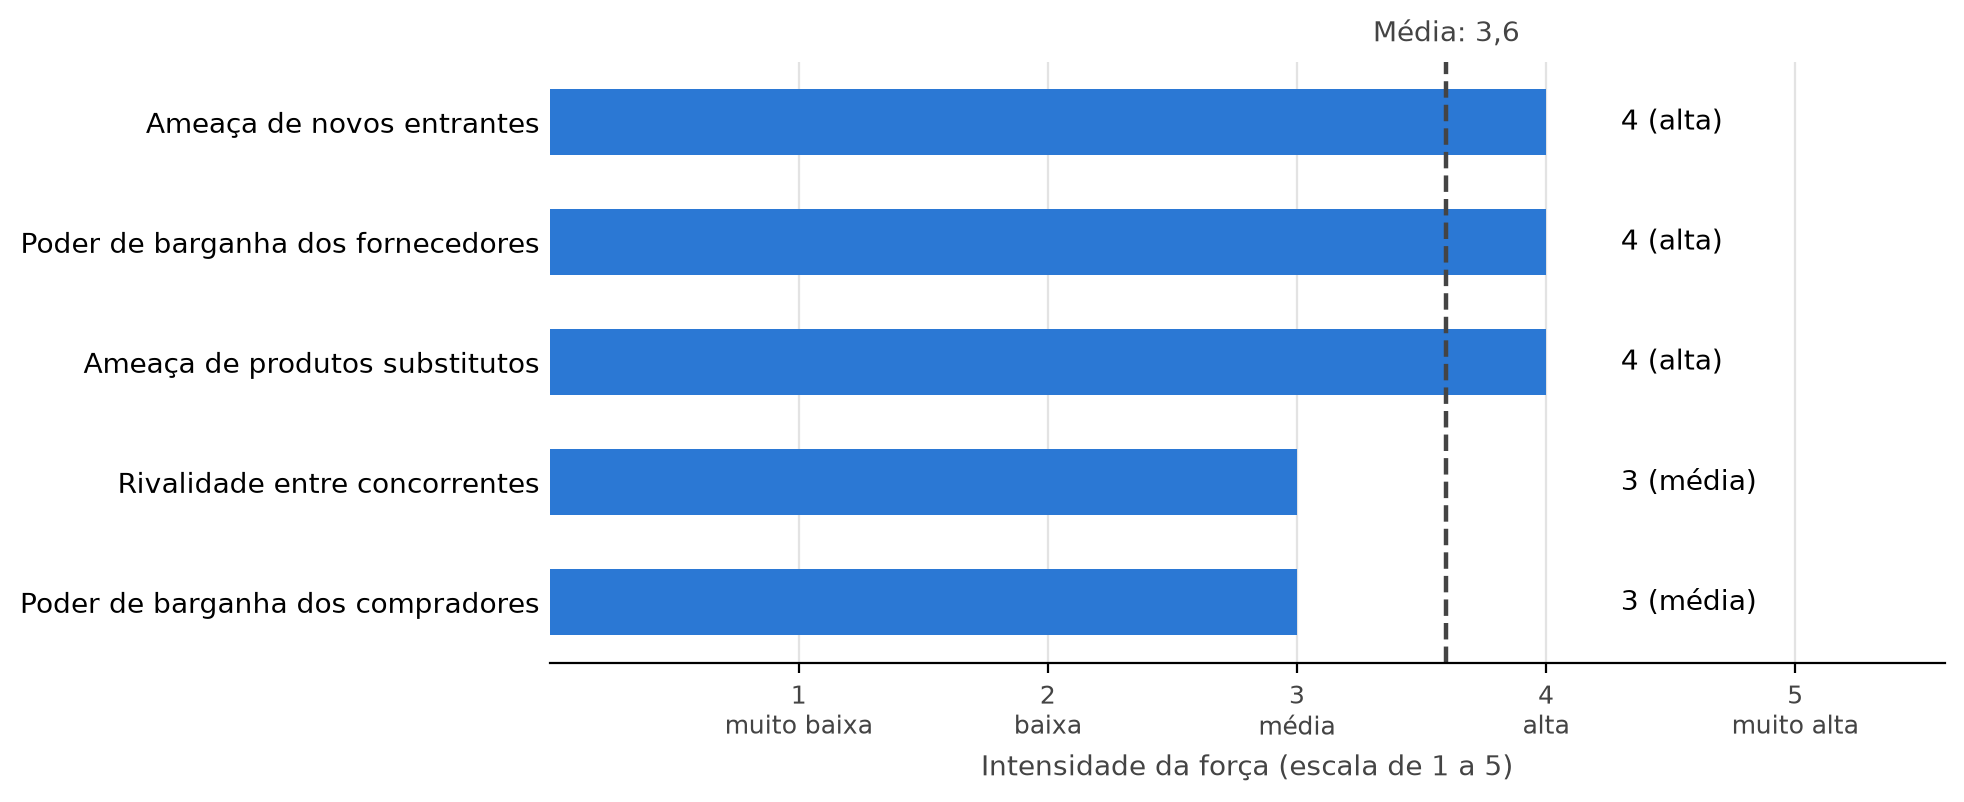 Média: 3,6
Ameaça de novos entrantes
4 (alta)
Poder de barganha dos fornecedores
4 (alta)
Ameaça de produtos substitutos
4 (alta)
Rivalidade entre concorrentes
3 (média)
Poder de barganha dos compradores
3 (média)
1
muito baixa
2
baixa
3
média
4
alta
5
muito alta
Intensidade da força (escala de 1 a 5)